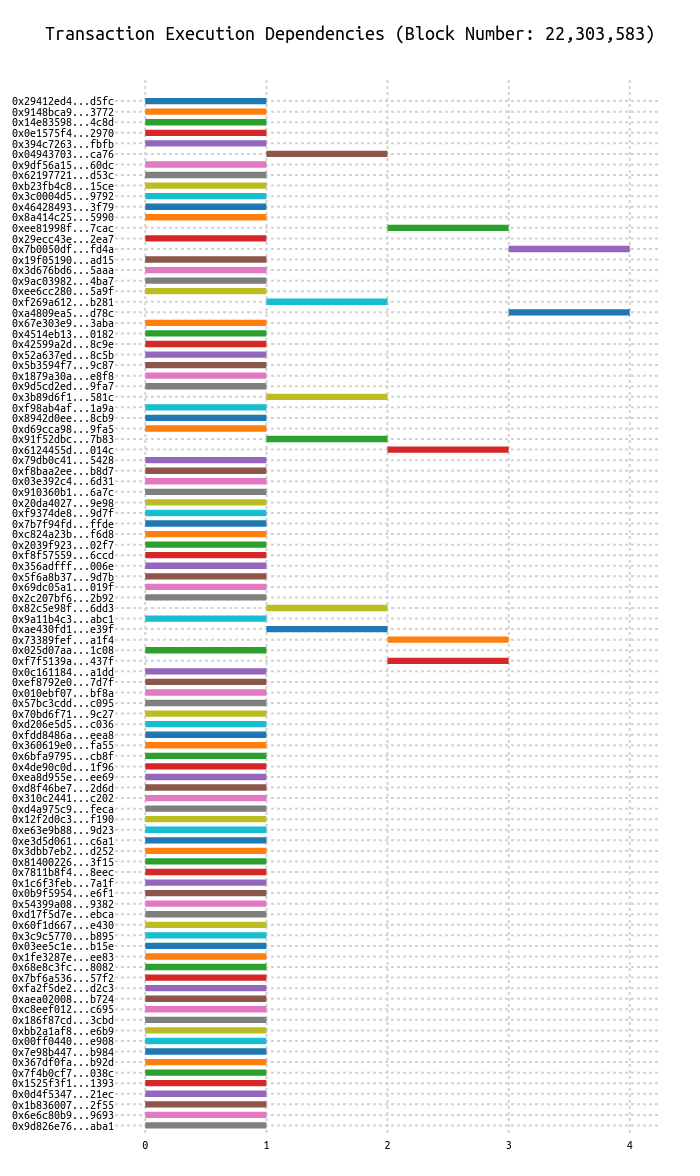 Transaction Execution Dependencies (Block Number: 22,303,583)
0x29412ed4...d5fc
0x9148bca9...3772
0x14e83598...4c8d
0x0e1575f4...2970
0x394c7263...fbfb
0x04943703...ca76
0x9df56a15...60dc
0x62197721...d53c
0xb23fb4c8...15ce
0x3c0004d5...9792
0x46428493...3f79
0x8a414c25...5990
0xee81998f...7cac
0x29ecc43e...2ea7
0x7b0050df...fd4a
0x19f05190...ad15
0x3d676bd6...5aaa
0x9ac03982...4ba7
0xee6cc280...5a9f
0xf269a612...b281
0xa4809ea5...d78c
0x67e303e9...3aba
0x4514eb13...0182
0x42599a2d...8c9e
0x52a637ed...8c5b
0x5b3594f7...9c87
0x1879a30a...e8f8
0x9d5cd2ed...9fa7
0x3b89d6f1...581c
0xf98ab4af...1a9a
0x8942d0ee...8cb9
0xd69cca98...9fa5
0x91f52dbc...7b83
0x6124455d...014c
0x79db0c41...5428
0xf8baa2ee...b8d7
0x03e392c4...6d31
0x910360b1...6a7c
0x20da4027...9e98
0xf9374de8...9d7f
0x7b7f94fd...ffde
0xc824a23b...f6d8
0x2039f923...02f7
0xf8f57559...6ccd
0x356adfff...006e
0x5f6a8b37...9d7b
0x69dc05a1...019f
0x2c207bf6...2b92
0x82c5e98f...6dd3
0x9a11b4c3...abc1
0xae430fd1...e39f
0x73389fef...a1f4
0x025d07aa...1c08
0xf7f5139a...437f
0x0c161184...a1dd
0xef8792e0...7d7f
0x010ebf07...bf8a
0x57bc3cdd...c095
0x70bd6f71...9c27
0xd206e5d5...c036
0xfdd8486a...eea8
0x360619e0...fa55
0x6bfa9795...cb8f
0x4de90c0d...1f96
0xea8d955e...ee69
0xd8f46be7...2d6d
0x310c2441...c202
0xd4a975c9...feca
0x12f2d0c3...f190
0xe63e9b88...9d23
0xe3d5d061...c6a1
0x3dbb7eb2...d252
0x81400226...3f15
0x7811b8f4...8eec
0x1c6f3feb...7a1f
0x0b9f5954...e6f1
0x54399a08...9382
0xd17f5d7e...ebca
0x60f1d667...e430
0x3c9c5770...b895
0x03ee5c1e...b15e
0x1fe3287e...ee83
0x68e8c3fc...8082
0x7bf6a536...57f2
0xfa2f5de2...d2c3
0xaea02008...b724
0xc8eef012...c695
0x186f87cd...3cbd
0xbb2a1af8...e6b9
0x00ff0440...e908
0x7e98b447...b984
0x367df0fa...b92d
0x7f4b0cf7...038c
0x1525f3f1...1393
0x0d4f5347...21ec
0x1b836007...2f55
0x6e6c80b9...9693
0x9d826e76...aba1
0 1 2 3 4